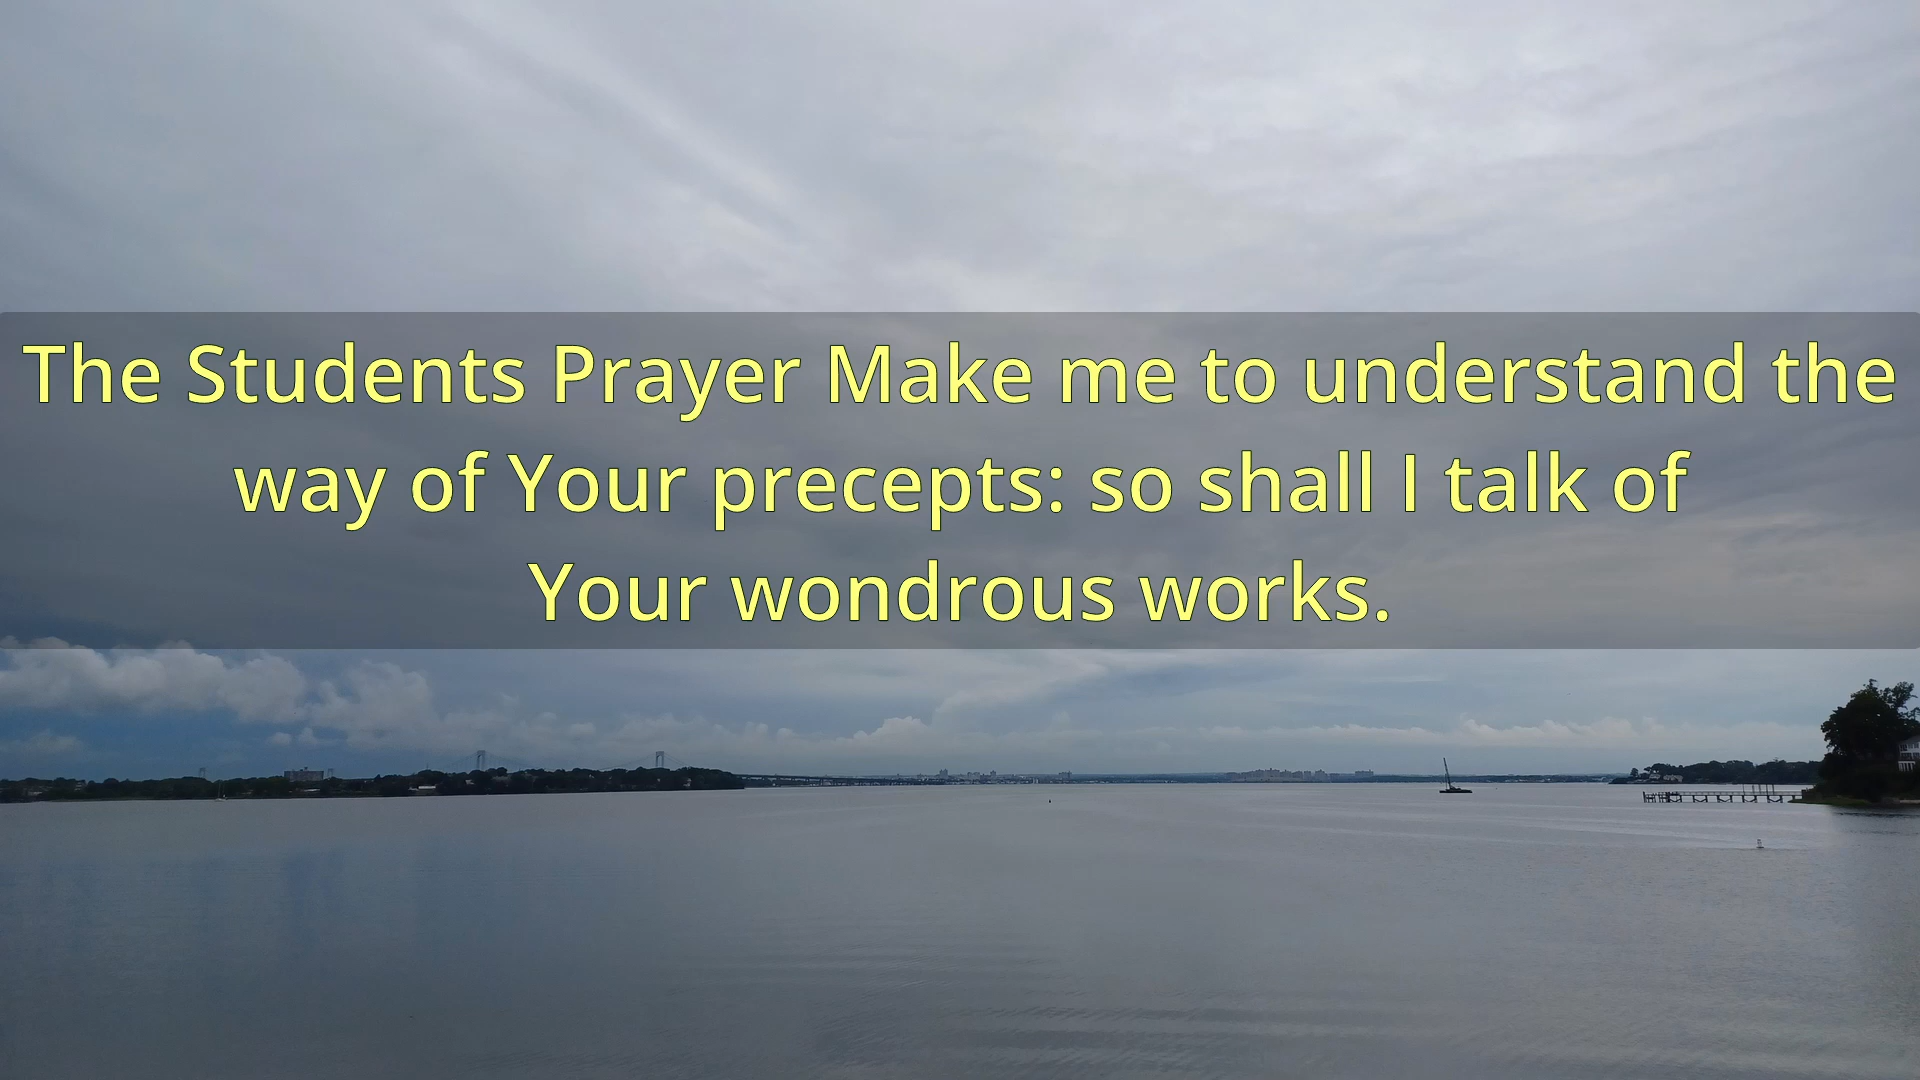 The Students Prayer Make me to understand the
way of Your precepts: so shall I talk of
Your wondrous works.